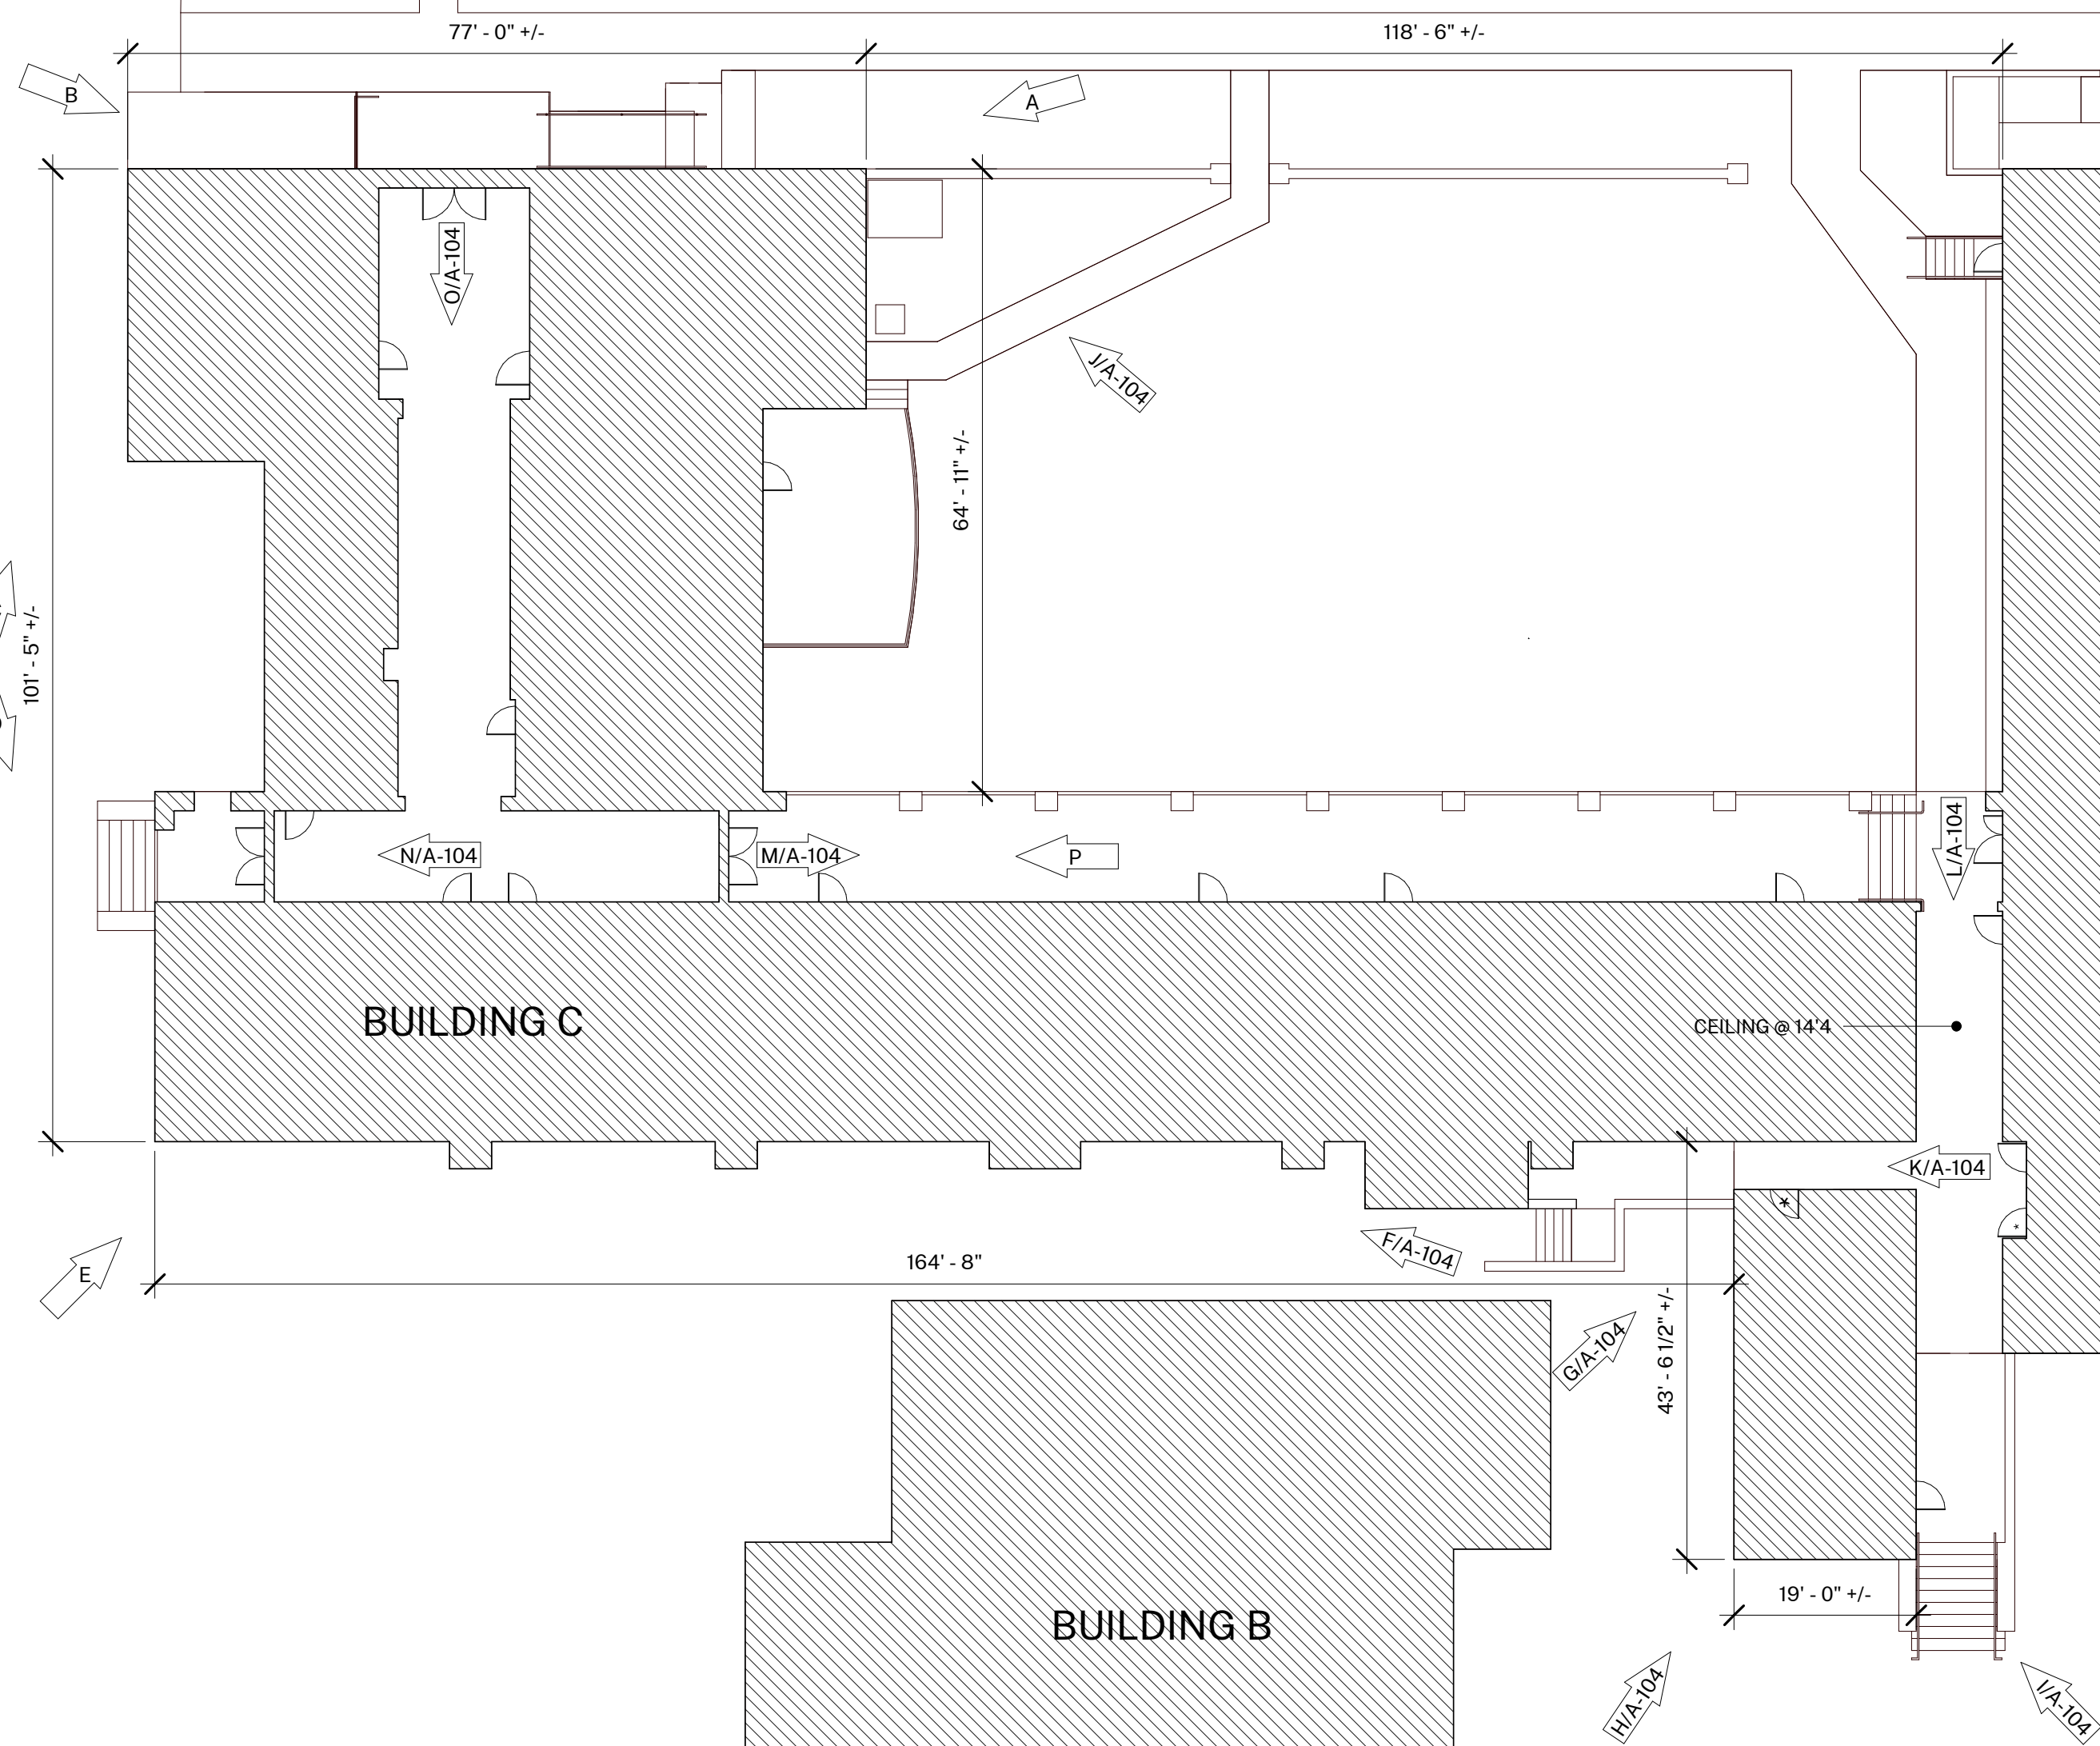 77' - 0" +/-
118' - 6" +/-
B
A
O/A-104
J/A-104
64' - 11" +/-
101' - 5" +/-
N/A-104
M/A-104
P
L/A-104
BUILDING C
CEILING @ 14'4
K/A-104
*
*
F/A-104
164' - 8"
E
G/A-104
43' - 6 1/2" +/-
19' - 0" +/-
BUILDING B
H/A-104
I/A-104